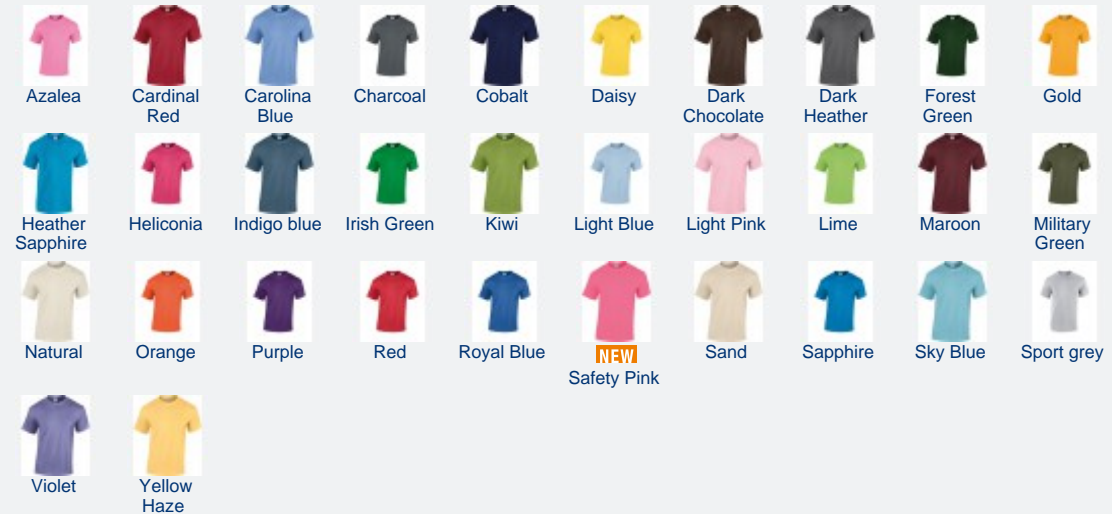 Azalea
Cardinal
Red
Carolina
Blue
Charcoal
Cobalt
Daisy
Dark
Chocolate
Dark
Heather
Forest
Green
Gold
Heather
Sapphire
Heliconia
Indigo blue
Irish Green
Kiwi
Light Blue
Light Pink
Lime
Maroon
Military
Green
Natural
Orange
Purple
Red
Royal Blue
NEW
Safety Pink
Sand
Sapphire
Sky Blue
Sport grey
Violet
Yellow
Haze